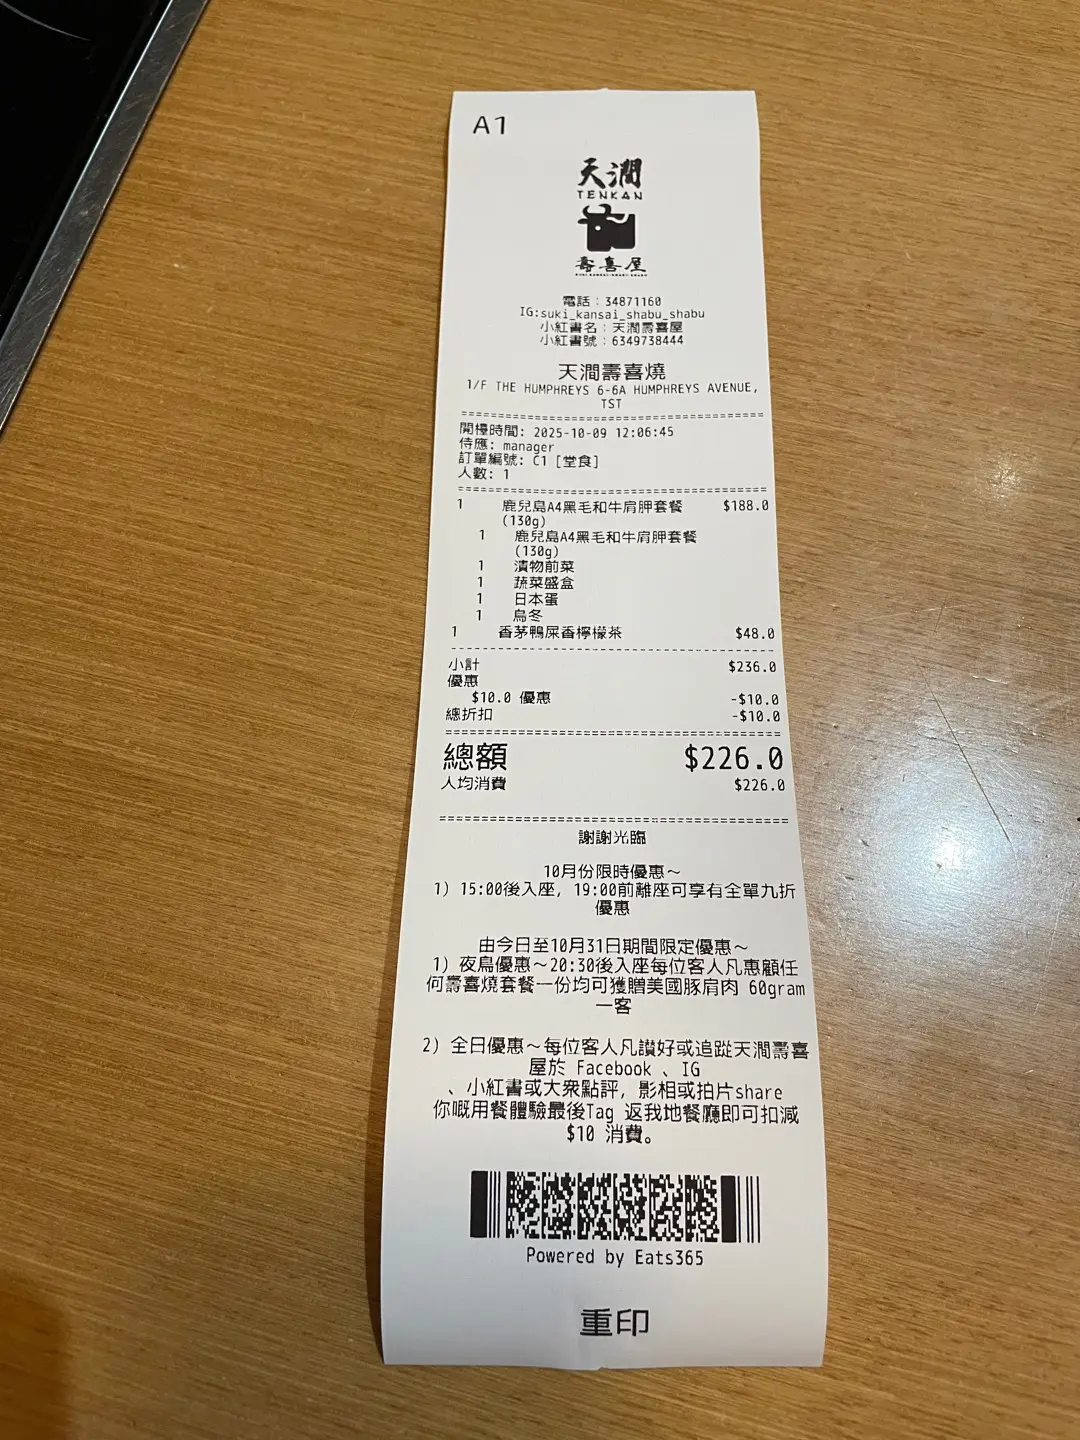 A1
天澗
TENKAN
壽喜屋
電話：34871160
IG:suki_kansai_shabu_shabu
小紅書名：天澗壽喜屋
小紅書號：6349738444
天澗壽喜燒
1/F THE HUMPHREYS 6-6A HUMPHREYS AVENUE,
TST
開檯時間: 2025-10-09 12:06:45
侍應: manager
訂單編號: C1 [堂食]
人數: 1
1 鹿兒島A4黑毛和牛肩胛套餐 $188.0
(130g)
1 鹿兒島A4黑毛和牛肩胛套餐
(130g)
1 漬物前菜
1 蔬菜盛盒
1 日本蛋
1 烏冬
1 香茅鴨屎香檸檬茶 $48.0
小計 $236.0
優惠
$10.0 優惠 -$10.0
總折扣 -$10.0
總額 $226.0
人均消費 $226.0
謝謝光臨
10月份限時優惠～
1) 15:00後入座, 19:00前離座可享有全單九折
優惠
由今日至10月31日期間限定優惠～
1) 夜鳥優惠～20:30後入座每位客人凡惠顧任
何壽喜燒套餐一份均可獲贈美國豚肩肉 60gram
一客
2) 全日優惠～每位客人凡讚好或追蹤天澗壽喜
屋於 Facebook 、IG
、小紅書或大衆點評, 影相或拍片share
你嘅用餐體驗最後Tag 返我地餐廳即可扣減
$10 消費。
Powered by Eats365
重印